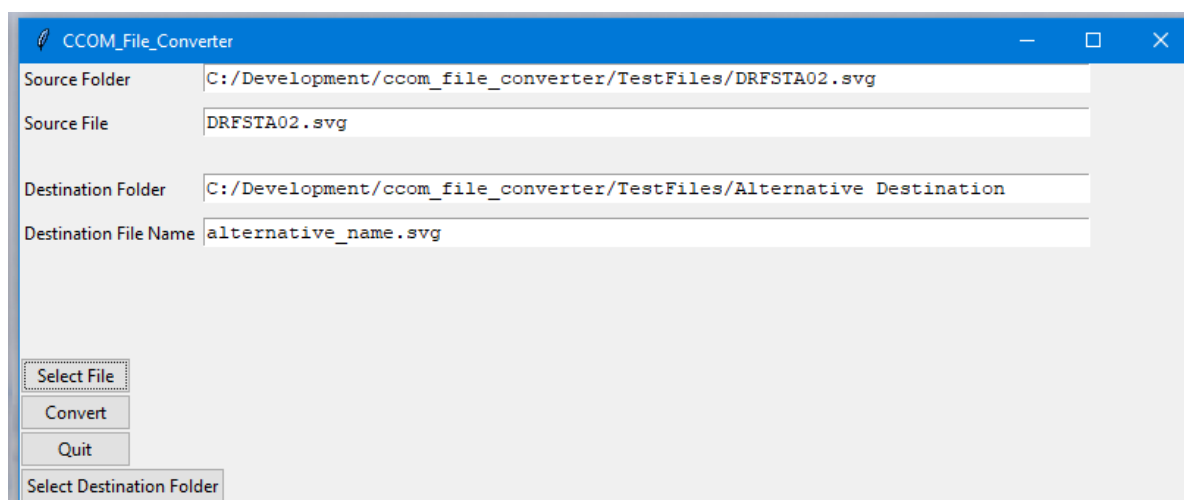 CCOM_File_Converter
Source Folder C:/Development/ccom_file_converter/TestFiles/DRFSTA02.svg
Source File DRFSTA02.svg
Destination Folder C:/Development/ccom_file_converter/TestFiles/Alternative Destination
Destination File Name alternative_name.svg
Select File
Convert
Quit
Select Destination Folder